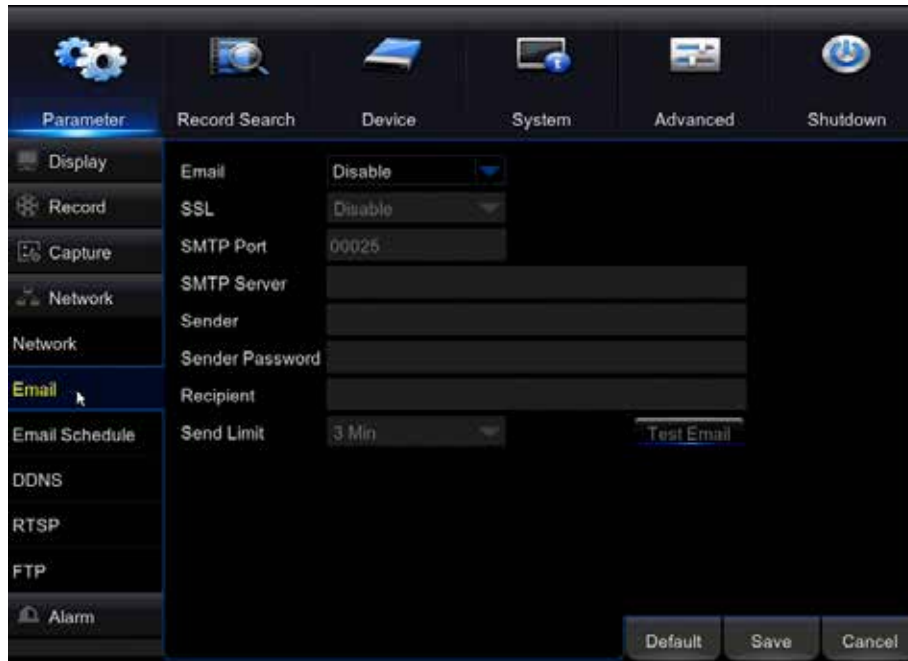 Parameter Record Search Device System Advanced Shutdown
Display
Record
Capture
Network
Network
Email
Email Schedule
DDNS
RTSP
FTP
Alarm
Email Disable
SSL Disable
SMTP Port 00025
SMTP Server
Sender
Sender Password
Recipient
Send Limit 3 Min Test Email
Default Save Cancel